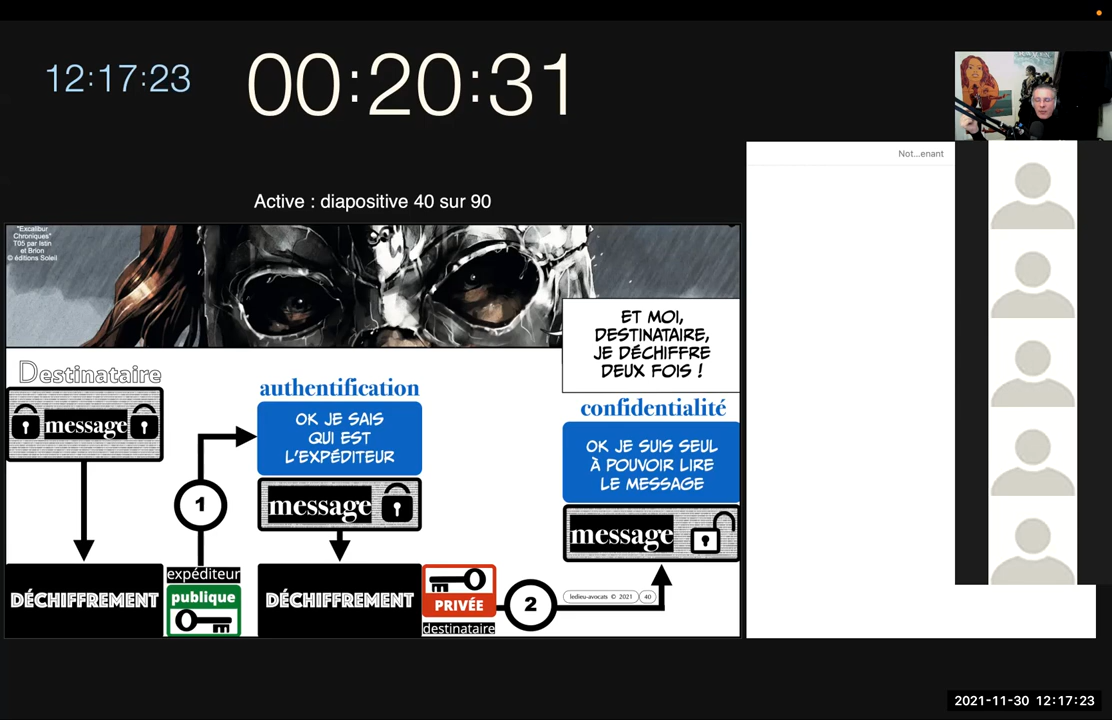 12:17:23
00:20:31
Not...enant
Active : diapositive 40 sur 90
"Excalibur
Chroniques"
T05 par Istin
et Brion
© éditions Soleil
ET MOI,
DESTINATAIRE,
JE DÉCHIFFRE
DEUX FOIS !
Destinataire
message
authentification
OK JE SAIS
QUI EST
L'EXPÉDITEUR
message
confidentialité
OK JE SUIS SEUL
À POUVOIR LIRE
LE MESSAGE
message
1
DÉCHIFFREMENT
expéditeur
publique
DÉCHIFFREMENT
PRIVÉE
destinataire
2
ledieu-avocats © 2021
40
2021-11-30 12:17:23